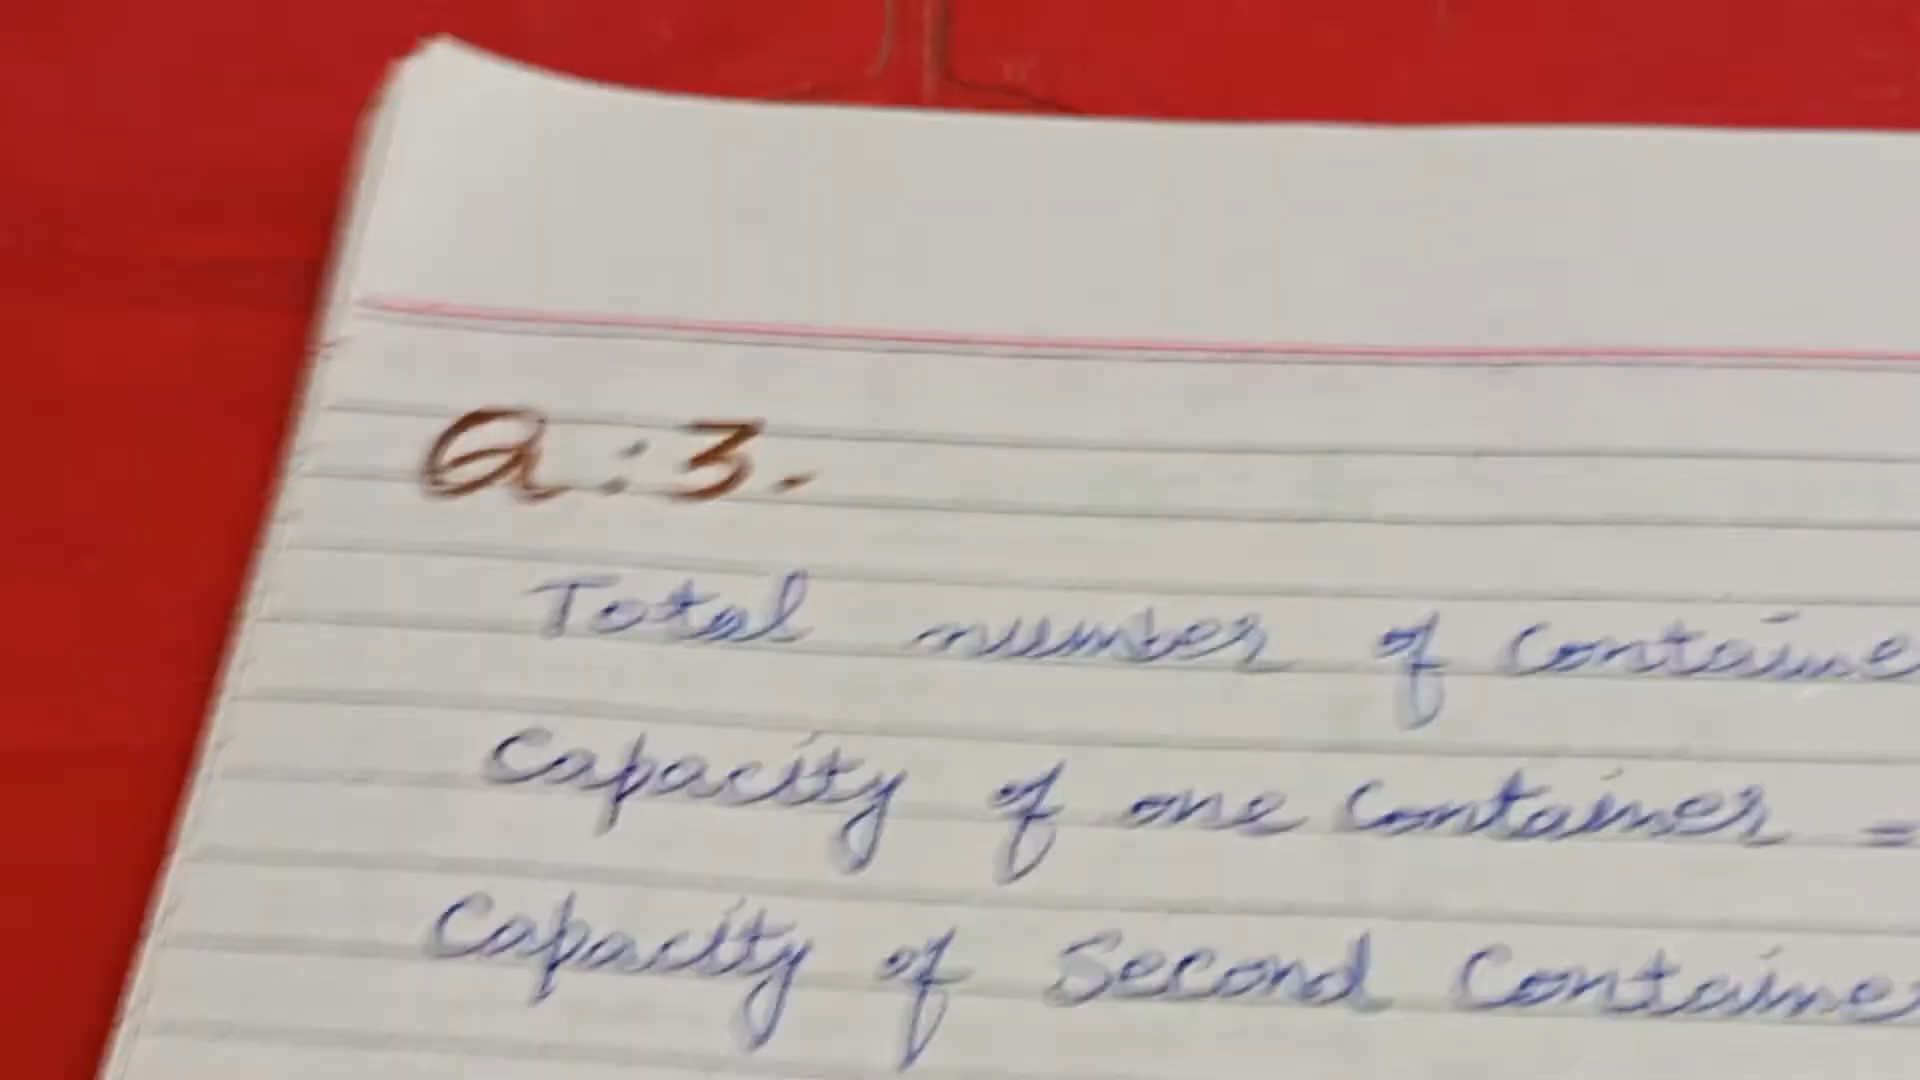 Q:3.
Total number of Containe
Capacity of one Container =
Capacity of Second Containe